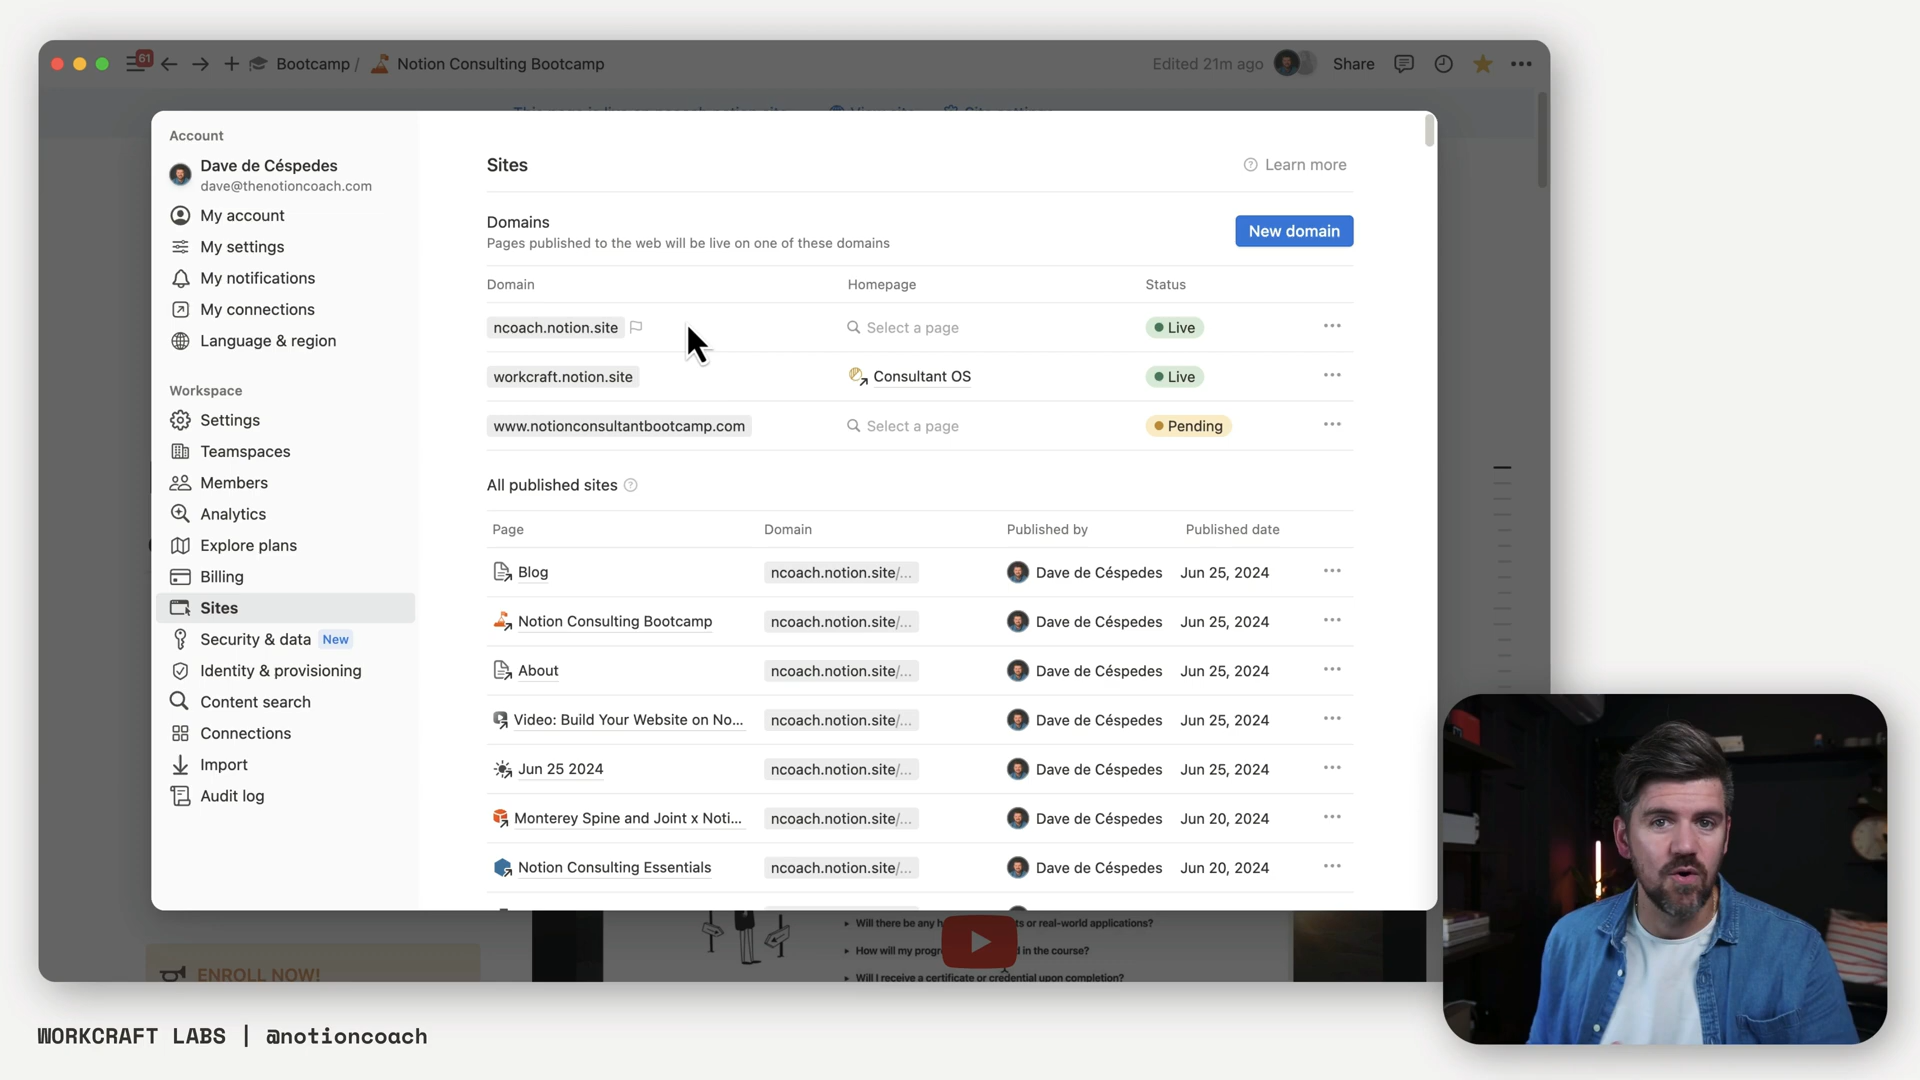 61
Bootcamp / Notion Consulting Bootcamp
Edited 21m ago
Share
Account
Dave de Céspedes
dave@thenotioncoach.com
My account
My settings
My notifications
My connections
Language & region
Workspace
Settings
Teamspaces
Members
Analytics
Explore plans
Billing
Sites
Security & data New
Identity & provisioning
Content search
Connections
Import
Audit log
Sites
Learn more
Domains
Pages published to the web will be live on one of these domains
New domain
Domain Homepage Status
ncoach.notion.site Select a page Live
workcraft.notion.site Consultant OS Live
www.notionconsultantbootcamp.com Select a page Pending
All published sites
Page Domain Published by Published date
Blog ncoach.notion.site/... Dave de Céspedes Jun 25, 2024
Notion Consulting Bootcamp ncoach.notion.site/... Dave de Céspedes Jun 25, 2024
About ncoach.notion.site/... Dave de Céspedes Jun 25, 2024
Video: Build Your Website on No... ncoach.notion.site/... Dave de Céspedes Jun 25, 2024
Jun 25 2024 ncoach.notion.site/... Dave de Céspedes Jun 25, 2024
Monterey Spine and Joint x Noti... ncoach.notion.site/... Dave de Céspedes Jun 20, 2024
Notion Consulting Essentials ncoach.notion.site/... Dave de Céspedes Jun 20, 2024
Will there be any h ts or real-world applications?
How will my progr d in the course?
Will I receive a certificate or credential upon completion?
ENROLL NOW!
WORKCRAFT LABS | @notioncoach